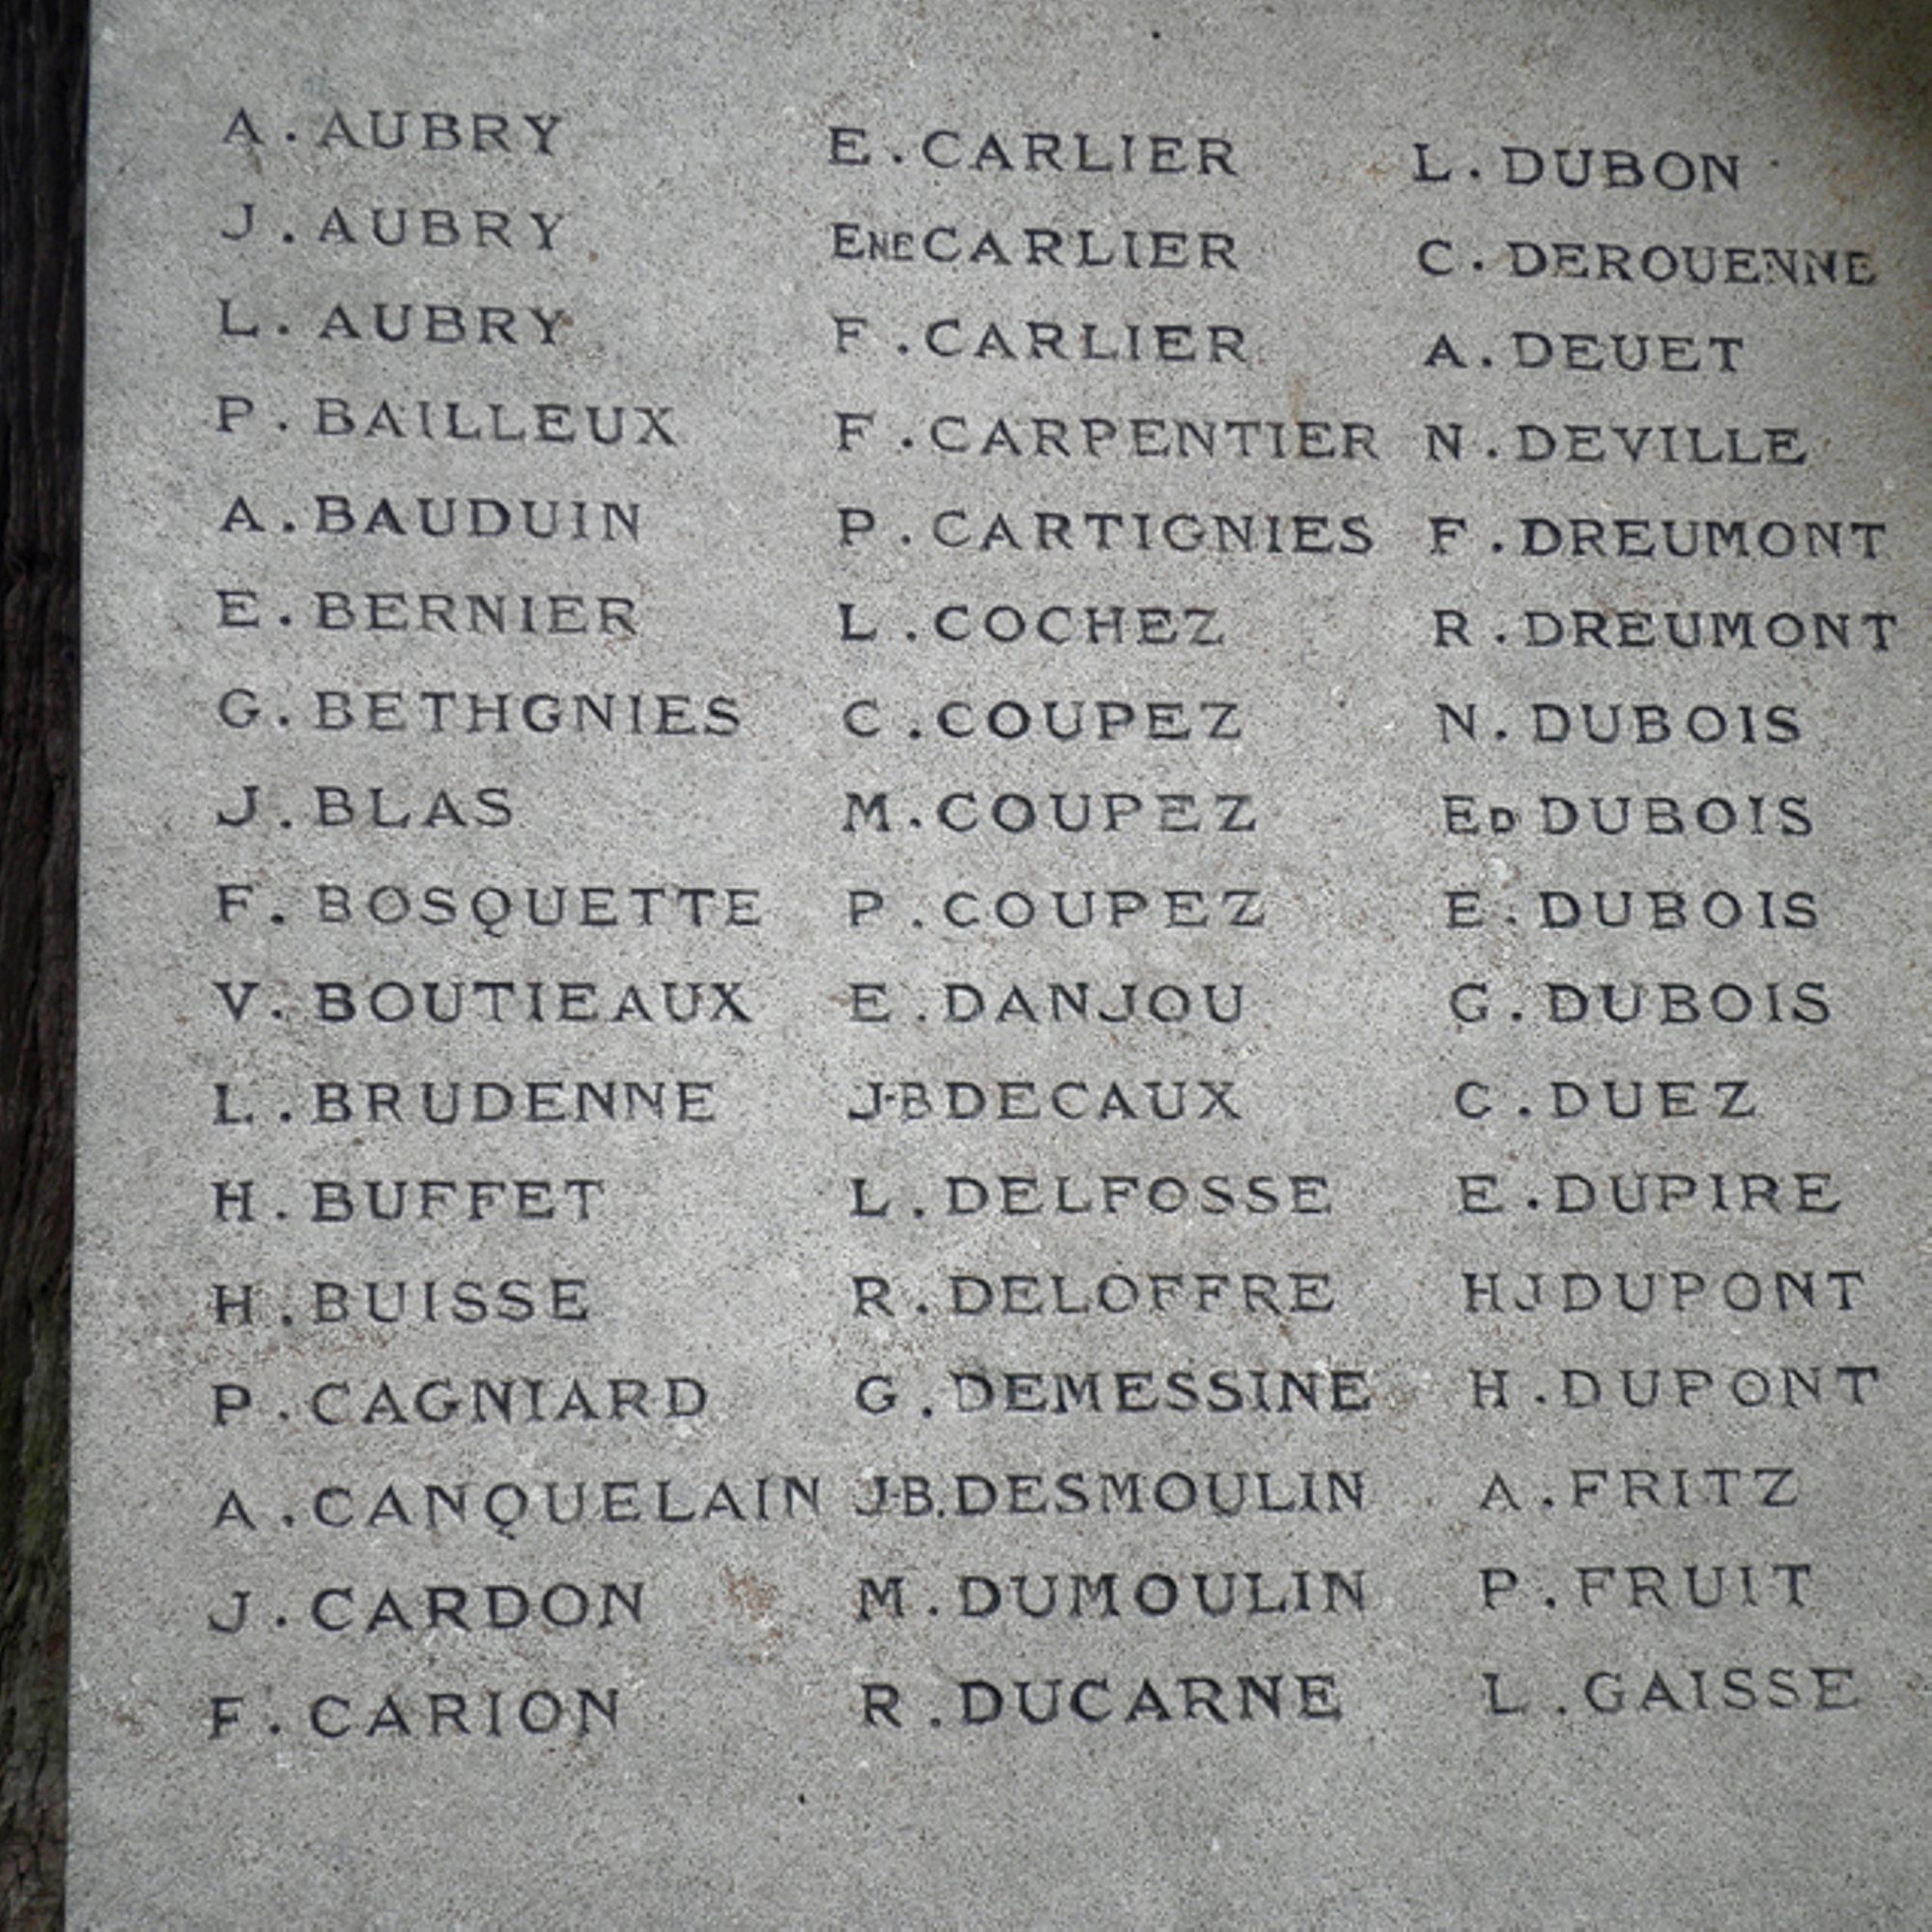 A. AUBRY
J. AUBRY
L. AUBRY
P. BAILLEUX
A. BAUDUIN
E. BERNIER
G. BETHGNIES
J. BLAS
F. BOSQUETTE
V. BOUTIEAUX
L. BRUDENNE
H. BUFFET
H. BUISSE
P. CAGNIARD
A. CANQUELAIN
J. CARDON
F. CARION
E. CARLIER
ENE CARLIER
F. CARLIER
F. CARPENTIER
P. CARTIGNIES
L. COCHEZ
C. COUPEZ
M. COUPEZ
P. COUPEZ
E. DANJOU
J-B DECAUX
L. DELFOSSE
R. DELOFFRE
G. DEMESSINE
J-B. DESMOULIN
M. DUMOULIN
R. DUCARNE
L. DUBON
C. DEROUENNE
A. DEUET
N. DEVILLE
F. DREUMONT
R. DREUMONT
N. DUBOIS
ED DUBOIS
E. DUBOIS
G. DUBOIS
C. DUEZ
E. DUPIRE
HJ DUPONT
H. DUPONT
A. FRITZ
P. FRUIT
L. GAISSE